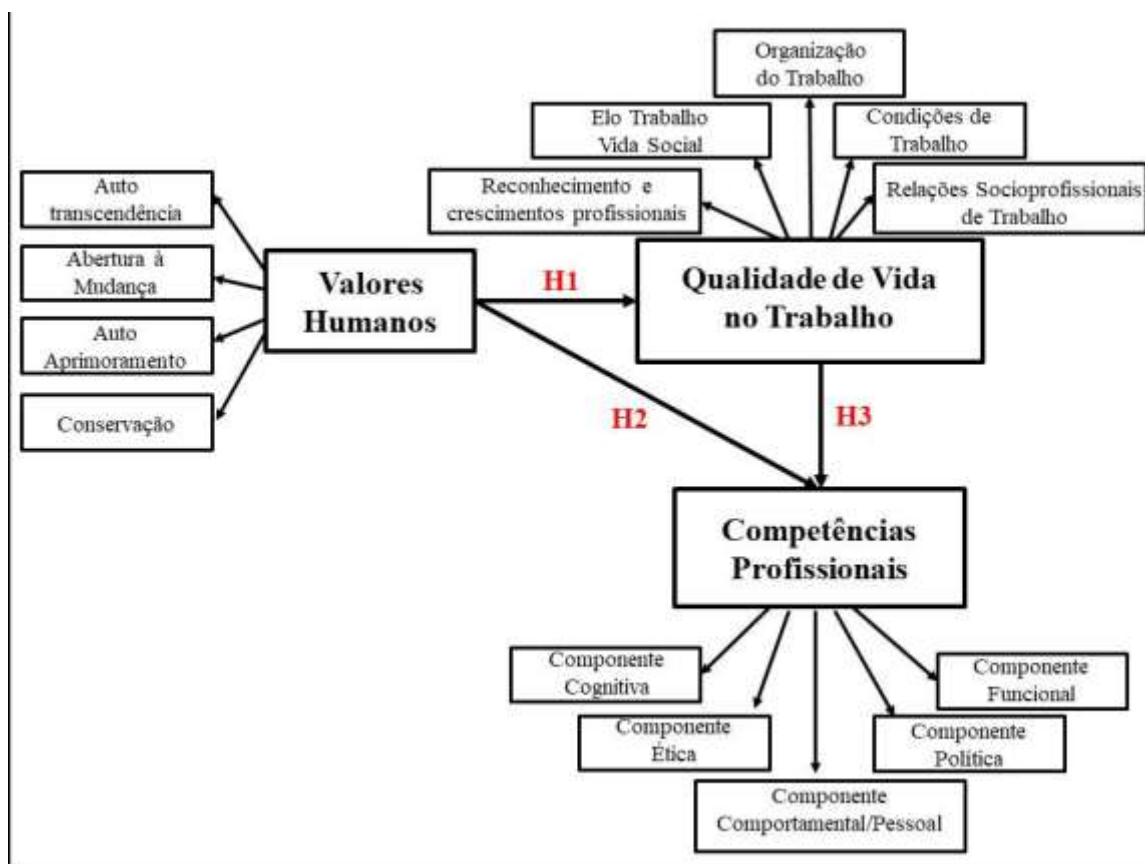 Organização
do Trabalho
Elo Trabalho
Vida Social
Condições de
Trabalho
Reconhecimento e
crescimentos profissionais
Relações Socioprofissionais
de Trabalho
Auto
transcendência
Abertura à
Mudança
Auto
Aprimoramento
Conservação
Valores
Humanos
H1
Qualidade de Vida
no Trabalho
H2
H3
Competências
Profissionais
Componente
Cognitiva
Componente
Ética
Componente
Comportamental/Pessoal
Componente
Política
Componente
Funcional